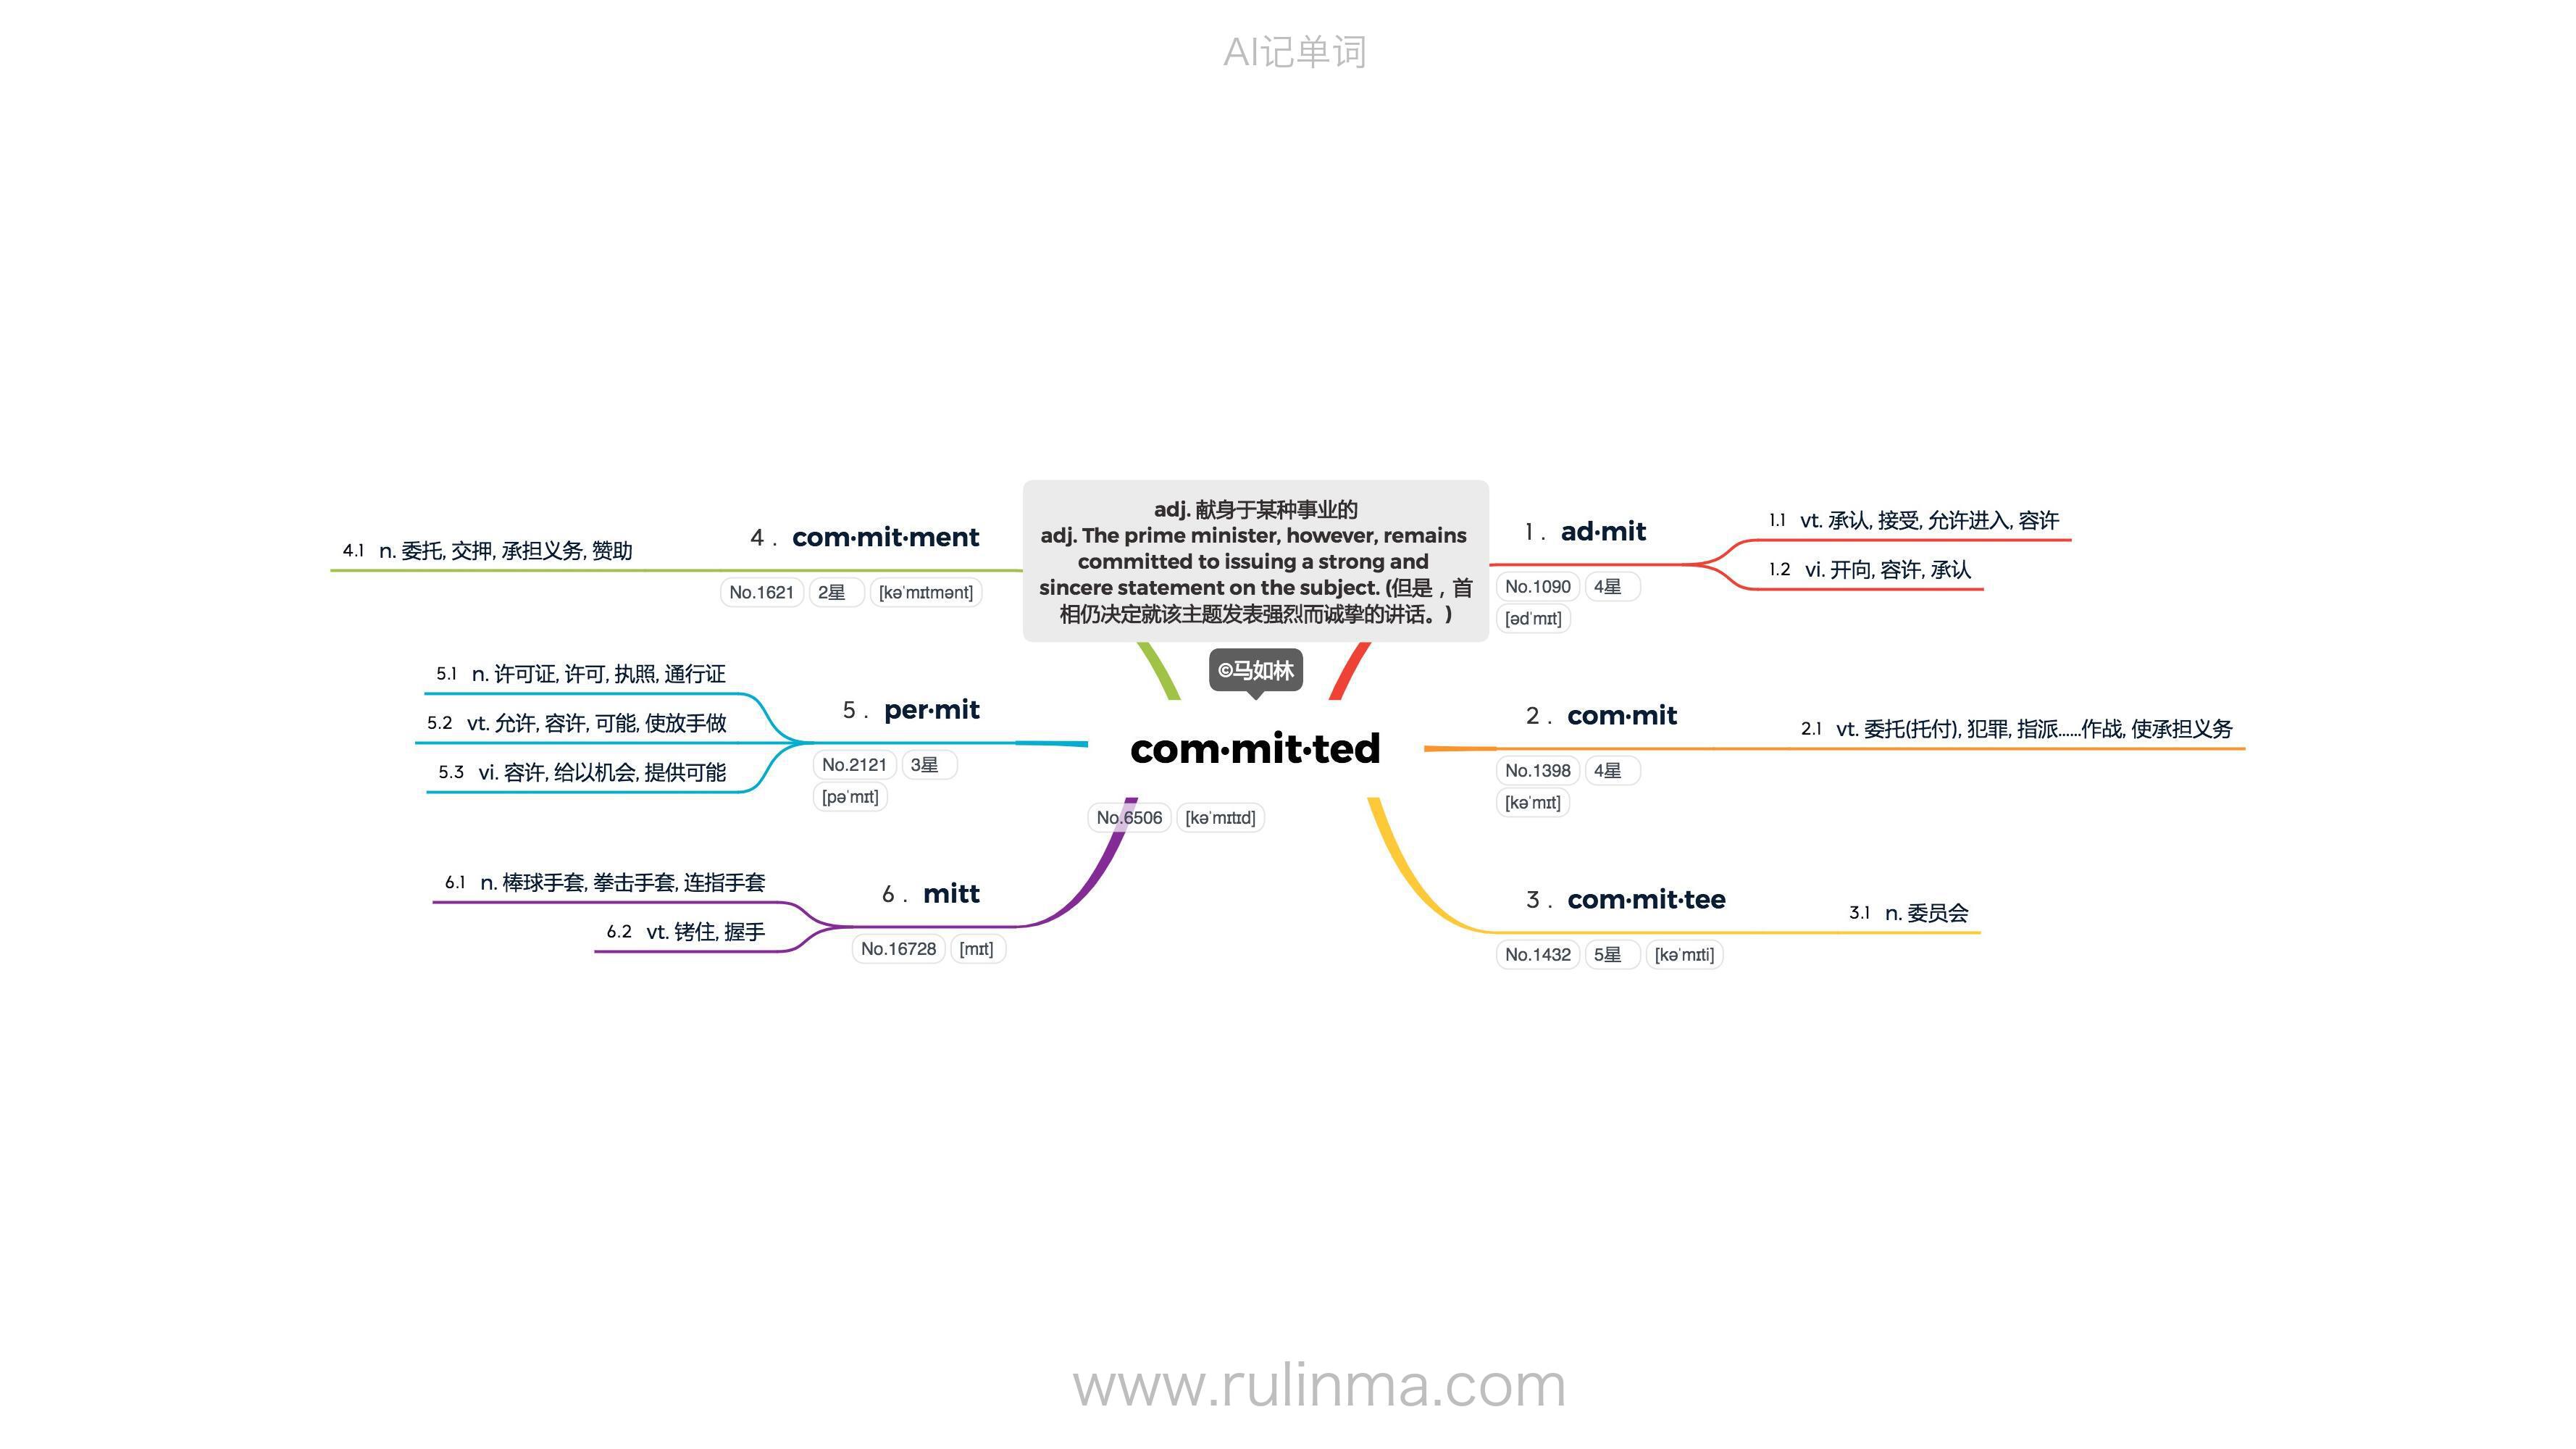 AI记单词
adj. 献身于某种事业的
adj. The prime minister, however, remains
committed to issuing a strong and
sincere statement on the subject. (但是，首
相仍决定就该主题发表强烈而诚挚的讲话。)
©马如林
com·mit·ted
No.6506 [kəˈmɪtɪd]
1. ad·mit
No.1090 4星
[ədˈmɪt]
1.1 vt. 承认, 接受, 允许进入, 容许
1.2 vi. 开向, 容许, 承认
2. com·mit
No.1398 4星
[kəˈmɪt]
2.1 vt. 委托(托付), 犯罪, 指派......作战, 使承担义务
3. com·mit·tee
No.1432 5星 [kəˈmɪti]
3.1 n. 委员会
4. com·mit·ment
No.1621 2星 [kəˈmɪtmənt]
4.1 n. 委托, 交押, 承担义务, 赞助
5. per·mit
No.2121 3星
[pəˈmɪt]
5.1 n. 许可证, 许可, 执照, 通行证
5.2 vt. 允许, 容许, 可能, 使放手做
5.3 vi. 容许, 给以机会, 提供可能
6. mitt
No.16728 [mɪt]
6.1 n. 棒球手套, 拳击手套, 连指手套
6.2 vt. 铐住, 握手
www.rulinma.com